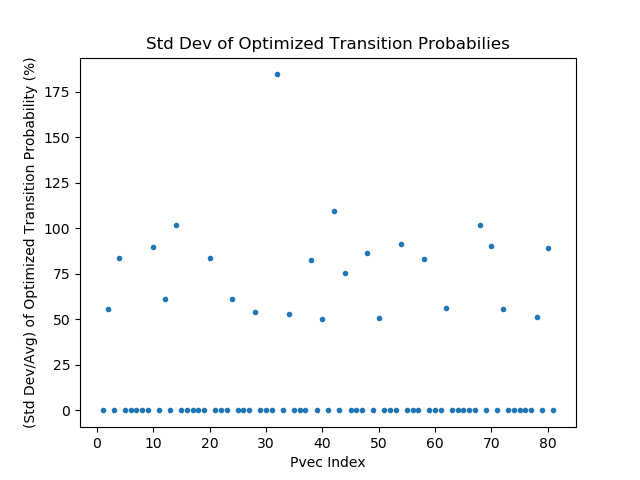 Std Dev of Optimized Transition Probabilies
(Std Dev/Avg) of Optimized Transition Probability (%)
175
150
125
100
75
50
25
0
0 10 20 30 40 50 60 70 80
Pvec Index